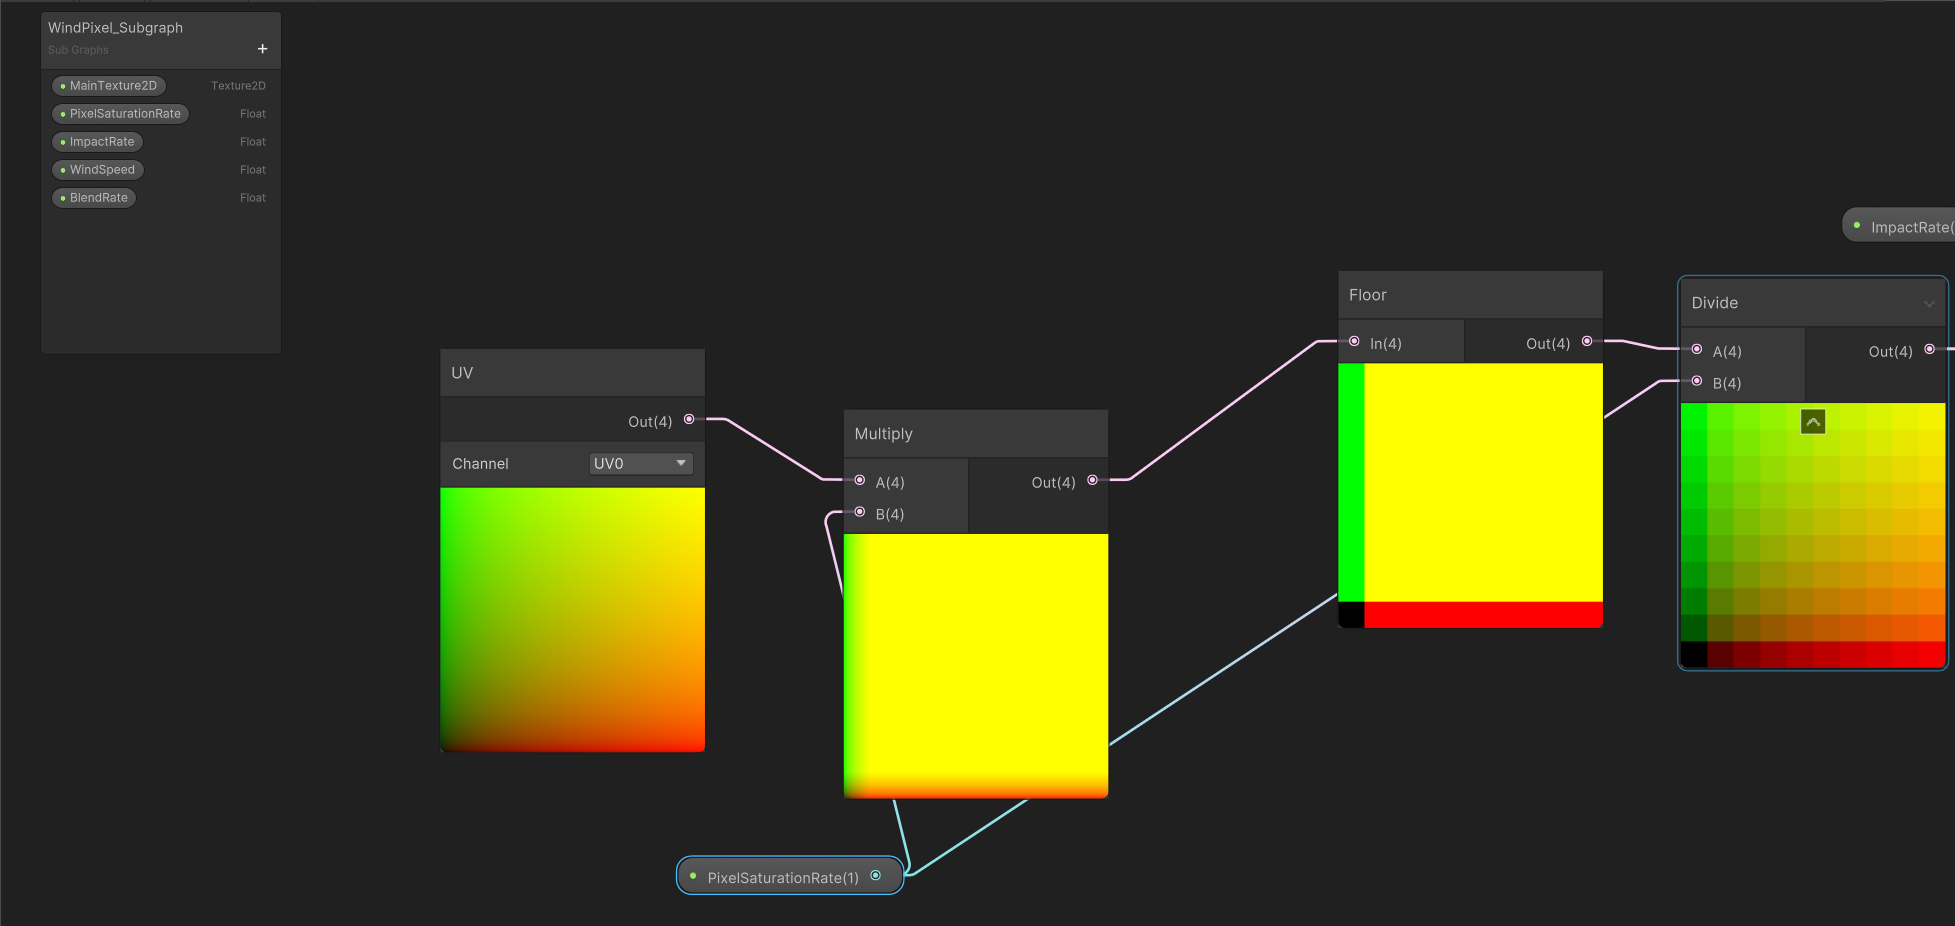 WindPixel_Subgraph
Sub Graphs
+
MainTexture2D Texture2D
PixelSaturationRate Float
ImpactRate Float
WindSpeed Float
BlendRate Float
ImpactRate(
UV
Out(4)
Channel UV0
Multiply
A(4) Out(4)
B(4)
Floor
In(4) Out(4)
Divide
A(4) Out(4)
B(4)
PixelSaturationRate(1)